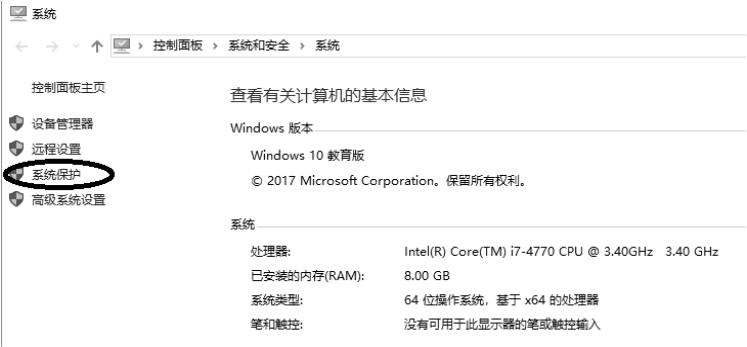 系统
控制面板 › 系统和安全 › 系统
控制面板主页
设备管理器
远程设置
系统保护
高级系统设置
查看有关计算机的基本信息
Windows 版本
Windows 10 教育版
© 2017 Microsoft Corporation。保留所有权利。
系统
处理器: Intel(R) Core(TM) i7-4770 CPU @ 3.40GHz 3.40 GHz
已安装的内存(RAM): 8.00 GB
系统类型: 64 位操作系统，基于 x64 的处理器
笔和触控: 没有可用于此显示器的笔或触控输入